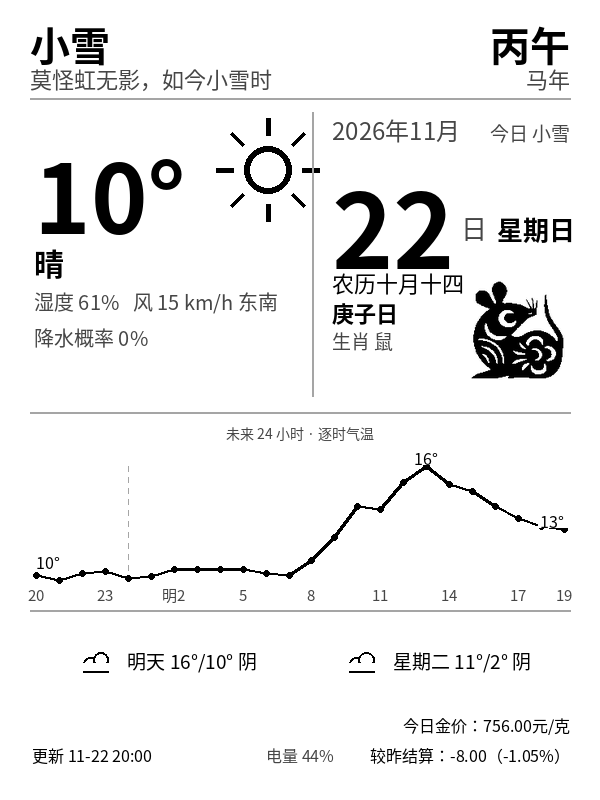 小雪
丙午
莫怪虹无影，如今小雪时
马年
2026年11月
今日 小雪
10°
22
日
星期日
晴
农历十月十四
湿度 61% 风 15 km/h 东南
庚子日
降水概率 0%
生肖 鼠
未来 24 小时 · 逐时气温
16°
13°
10°
20 23 明2 5 8 11 14 17 19
明天 16°/10° 阴
星期二 11°/2° 阴
今日金价：756.00元/克
更新 11-22 20:00
电量 44%
较昨结算：-8.00（-1.05%）